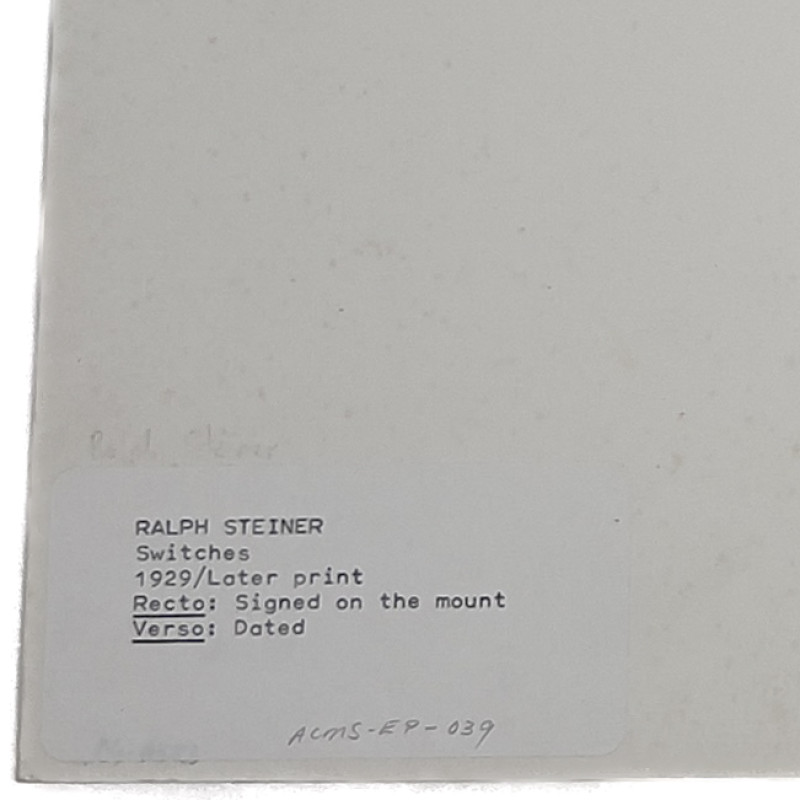 RALPH STEINER
Switches
1929/Later print
Recto: Signed on the mount
Verso: Dated
ACMS-EP-039